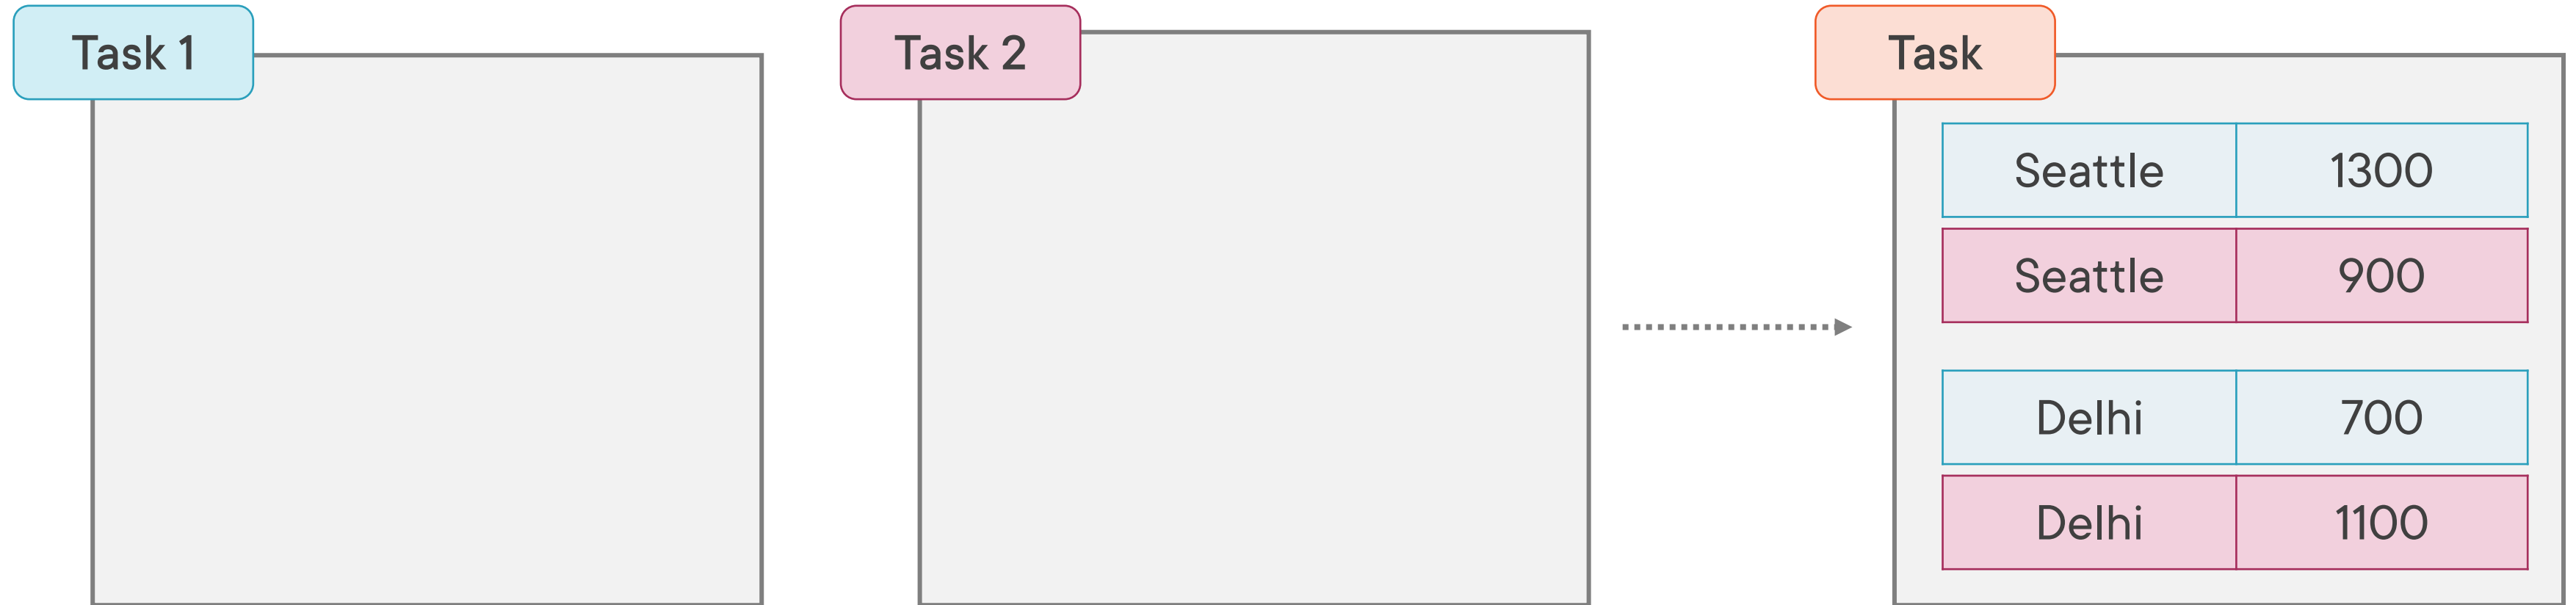 Task 1
Task 2
Task
Seattle 1300
Seattle 900
Delhi 700
Delhi 1100